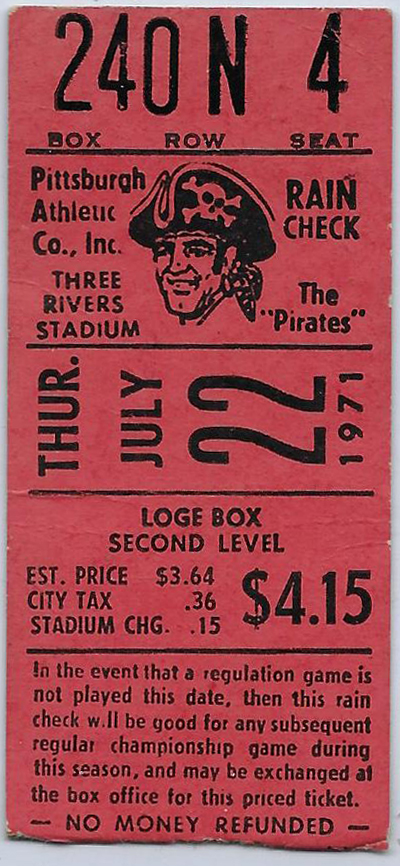 240 N 4
BOX ROW SEAT
Pittsburgh
Athletic
Co., Inc.
THREE
RIVERS
STADIUM
RAIN
CHECK
The
"Pirates"
THUR. JULY 22 1971
LOGE BOX
SECOND LEVEL
EST. PRICE $3.64
CITY TAX .36
STADIUM CHG. .15
$4.15
In the event that a regulation game is
not played this date, then this rain
check will be good for any subsequent
regular championship game during
this season, and may be exchanged at
the box office for this priced ticket.
— NO MONEY REFUNDED —